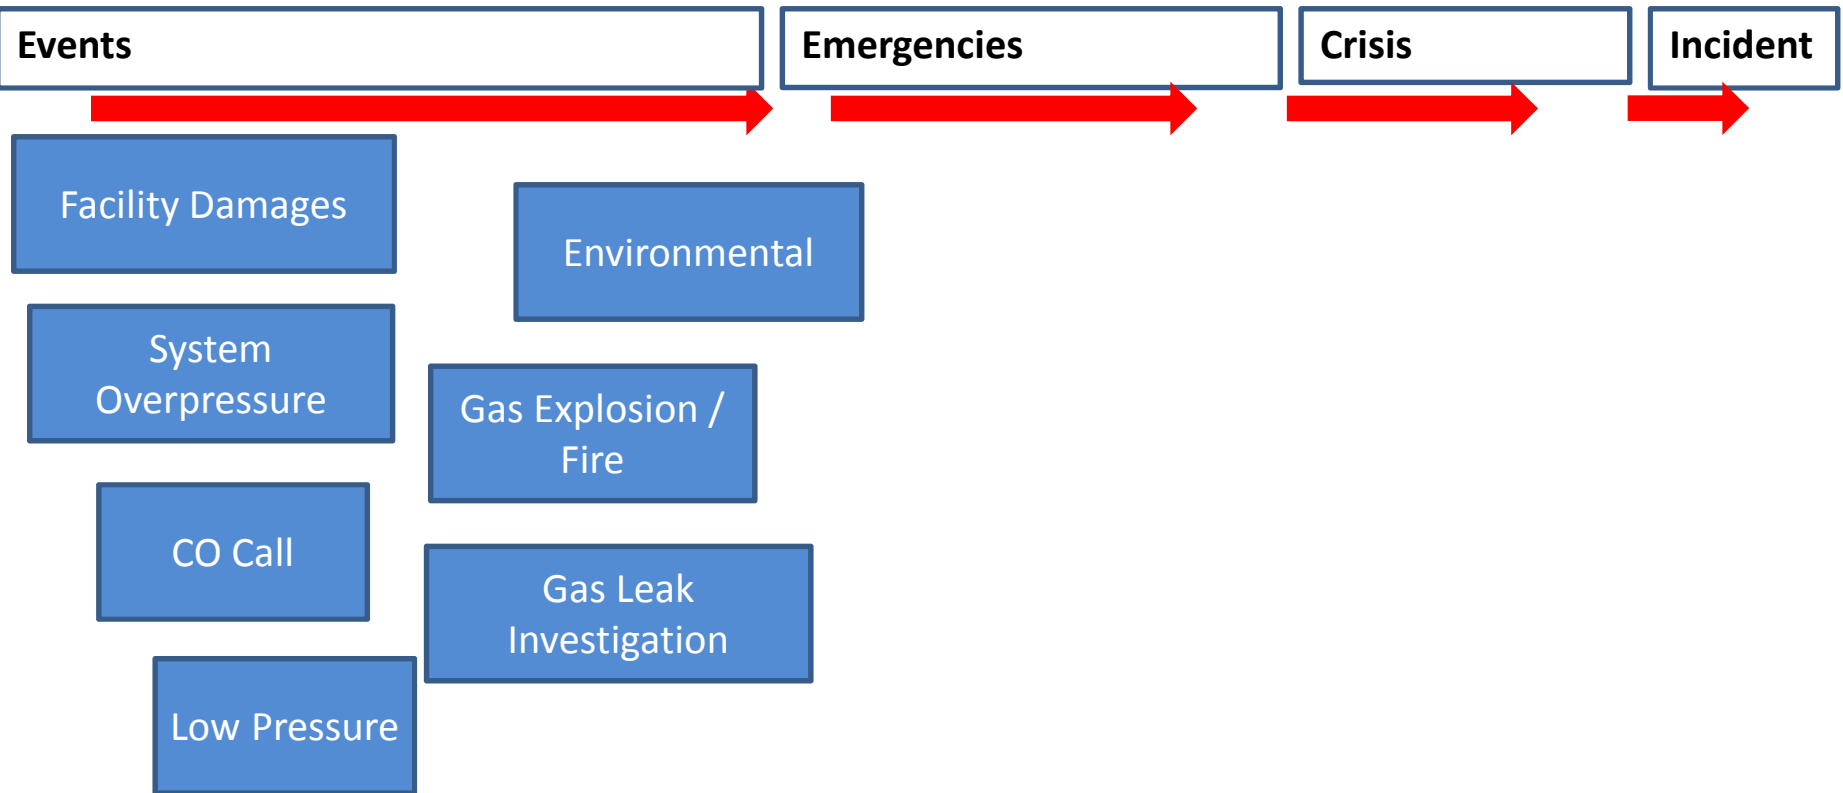 Events
Emergencies
Crisis
Incident
Facility Damages
Environmental
System
Overpressure
Gas Explosion /
Fire
CO Call
Gas Leak
Investigation
Low Pressure